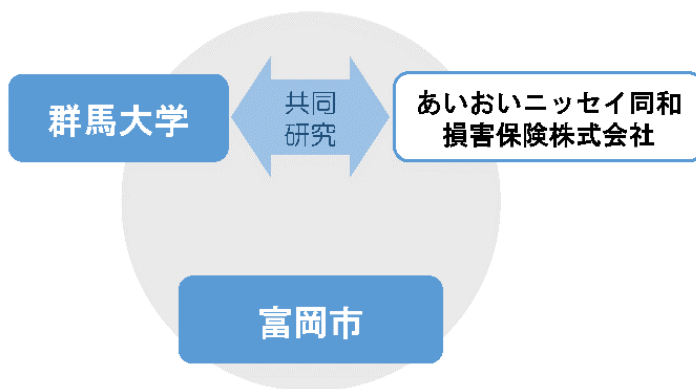 群馬大学
共同
研究
あいおいニッセイ同和
損害保険株式会社
富岡市